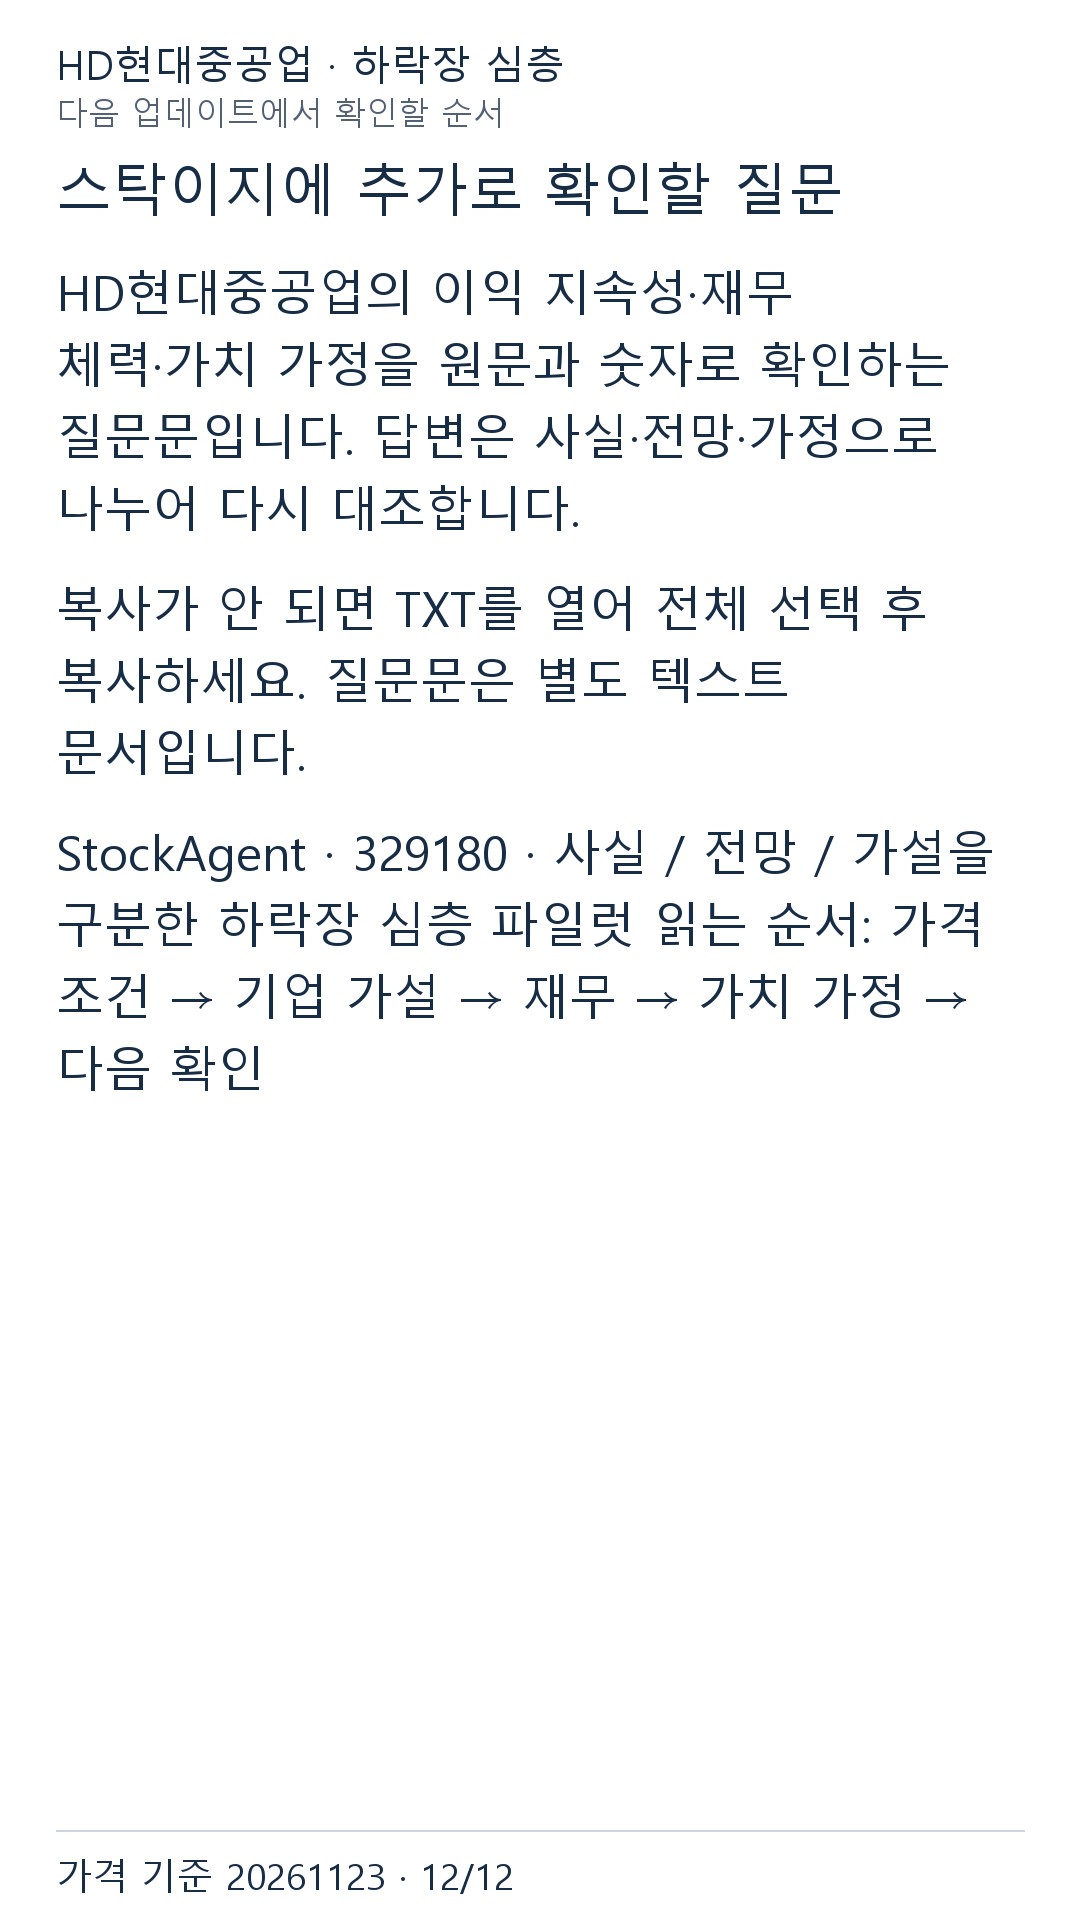 HD현대중공업 · 하락장 심층
다음 업데이트에서 확인할 순서
스탁이지에 추가로 확인할 질문
HD현대중공업의 이익 지속성·재무
체력·가치 가정을 원문과 숫자로 확인하는
질문문입니다. 답변은 사실·전망·가정으로
나누어 다시 대조합니다.
복사가 안 되면 TXT를 열어 전체 선택 후
복사하세요. 질문문은 별도 텍스트
문서입니다.
StockAgent · 329180 · 사실 / 전망 / 가설을
구분한 하락장 심층 파일럿 읽는 순서: 가격
조건 → 기업 가설 → 재무 → 가치 가정 →
다음 확인
가격 기준 20261123 · 12/12